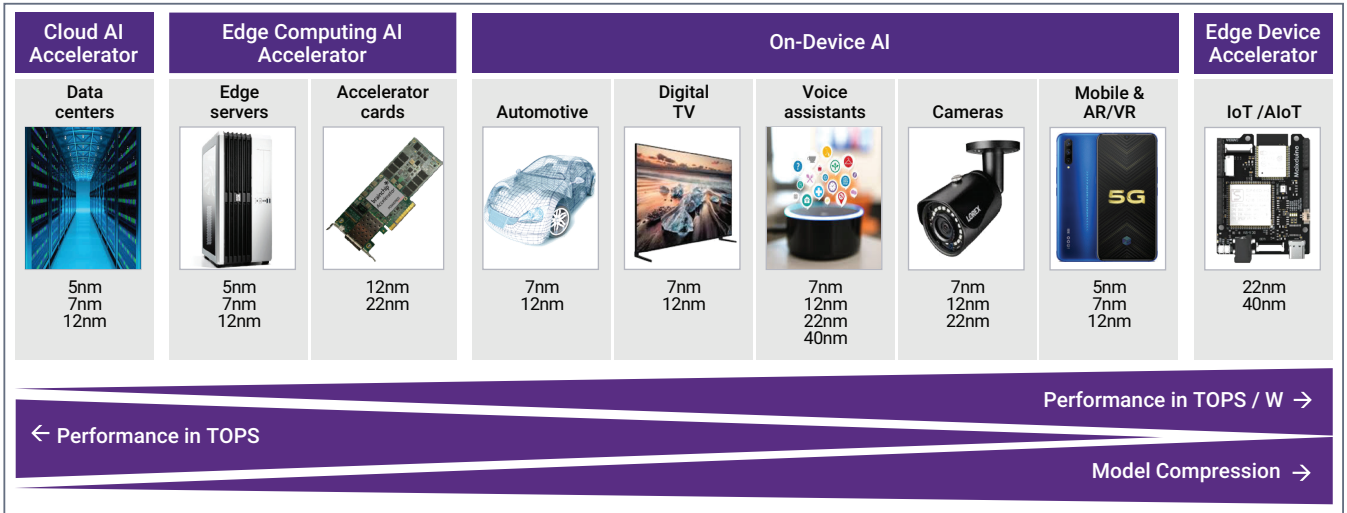 Cloud AI
Accelerator
Edge Computing AI
Accelerator
On-Device AI
Edge Device
Accelerator
Data
centers
5nm
7nm
12nm
Edge
servers
5nm
7nm
12nm
Accelerator
cards
12nm
22nm
Automotive
7nm
12nm
Digital
TV
7nm
12nm
Voice
assistants
7nm
12nm
22nm
40nm
Cameras
LOREX
7nm
12nm
22nm
Mobile &
AR/VR
5G
5nm
7nm
12nm
IoT /AIoT
Maixduino
22nm
40nm
Performance in TOPS / W →
← Performance in TOPS
Model Compression →